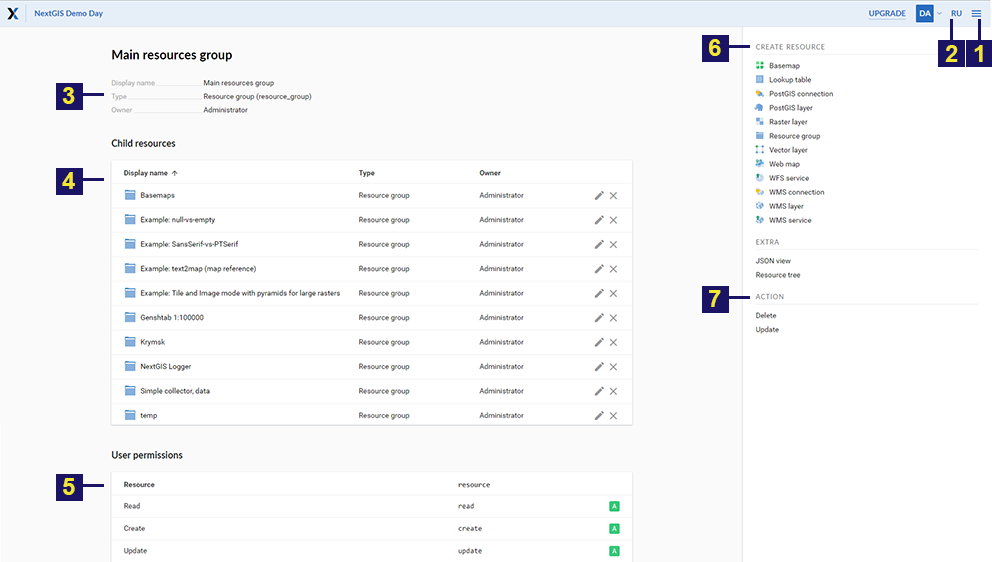 X NextGIS Demo Day UPGRADE DA RU
2 1
Main resources group
3
Display name Main resources group
Type Resource group (resource_group)
Owner Administrator
Child resources
4
Display name Type Owner
Basemaps Resource group Administrator
Example: null-vs-empty Resource group Administrator
Example: SansSerif-vs-PTSerif Resource group Administrator
Example: text2map (map reference) Resource group Administrator
Example: Tile and Image mode with pyramids for large rasters Resource group Administrator
Genshtab 1:100000 Resource group Administrator
Krymsk Resource group Administrator
NextGIS Logger Resource group Administrator
Simple collector, data Resource group Administrator
temp Resource group Administrator
User permissions
5
Resource resource
Read read A
Create create A
Update update A
6
CREATE RESOURCE
Basemap
Lookup table
PostGIS connection
PostGIS layer
Raster layer
Resource group
Vector layer
Web map
WFS service
WMS connection
WMS layer
WMS service
EXTRA
JSON view
Resource tree
7
ACTION
Delete
Update